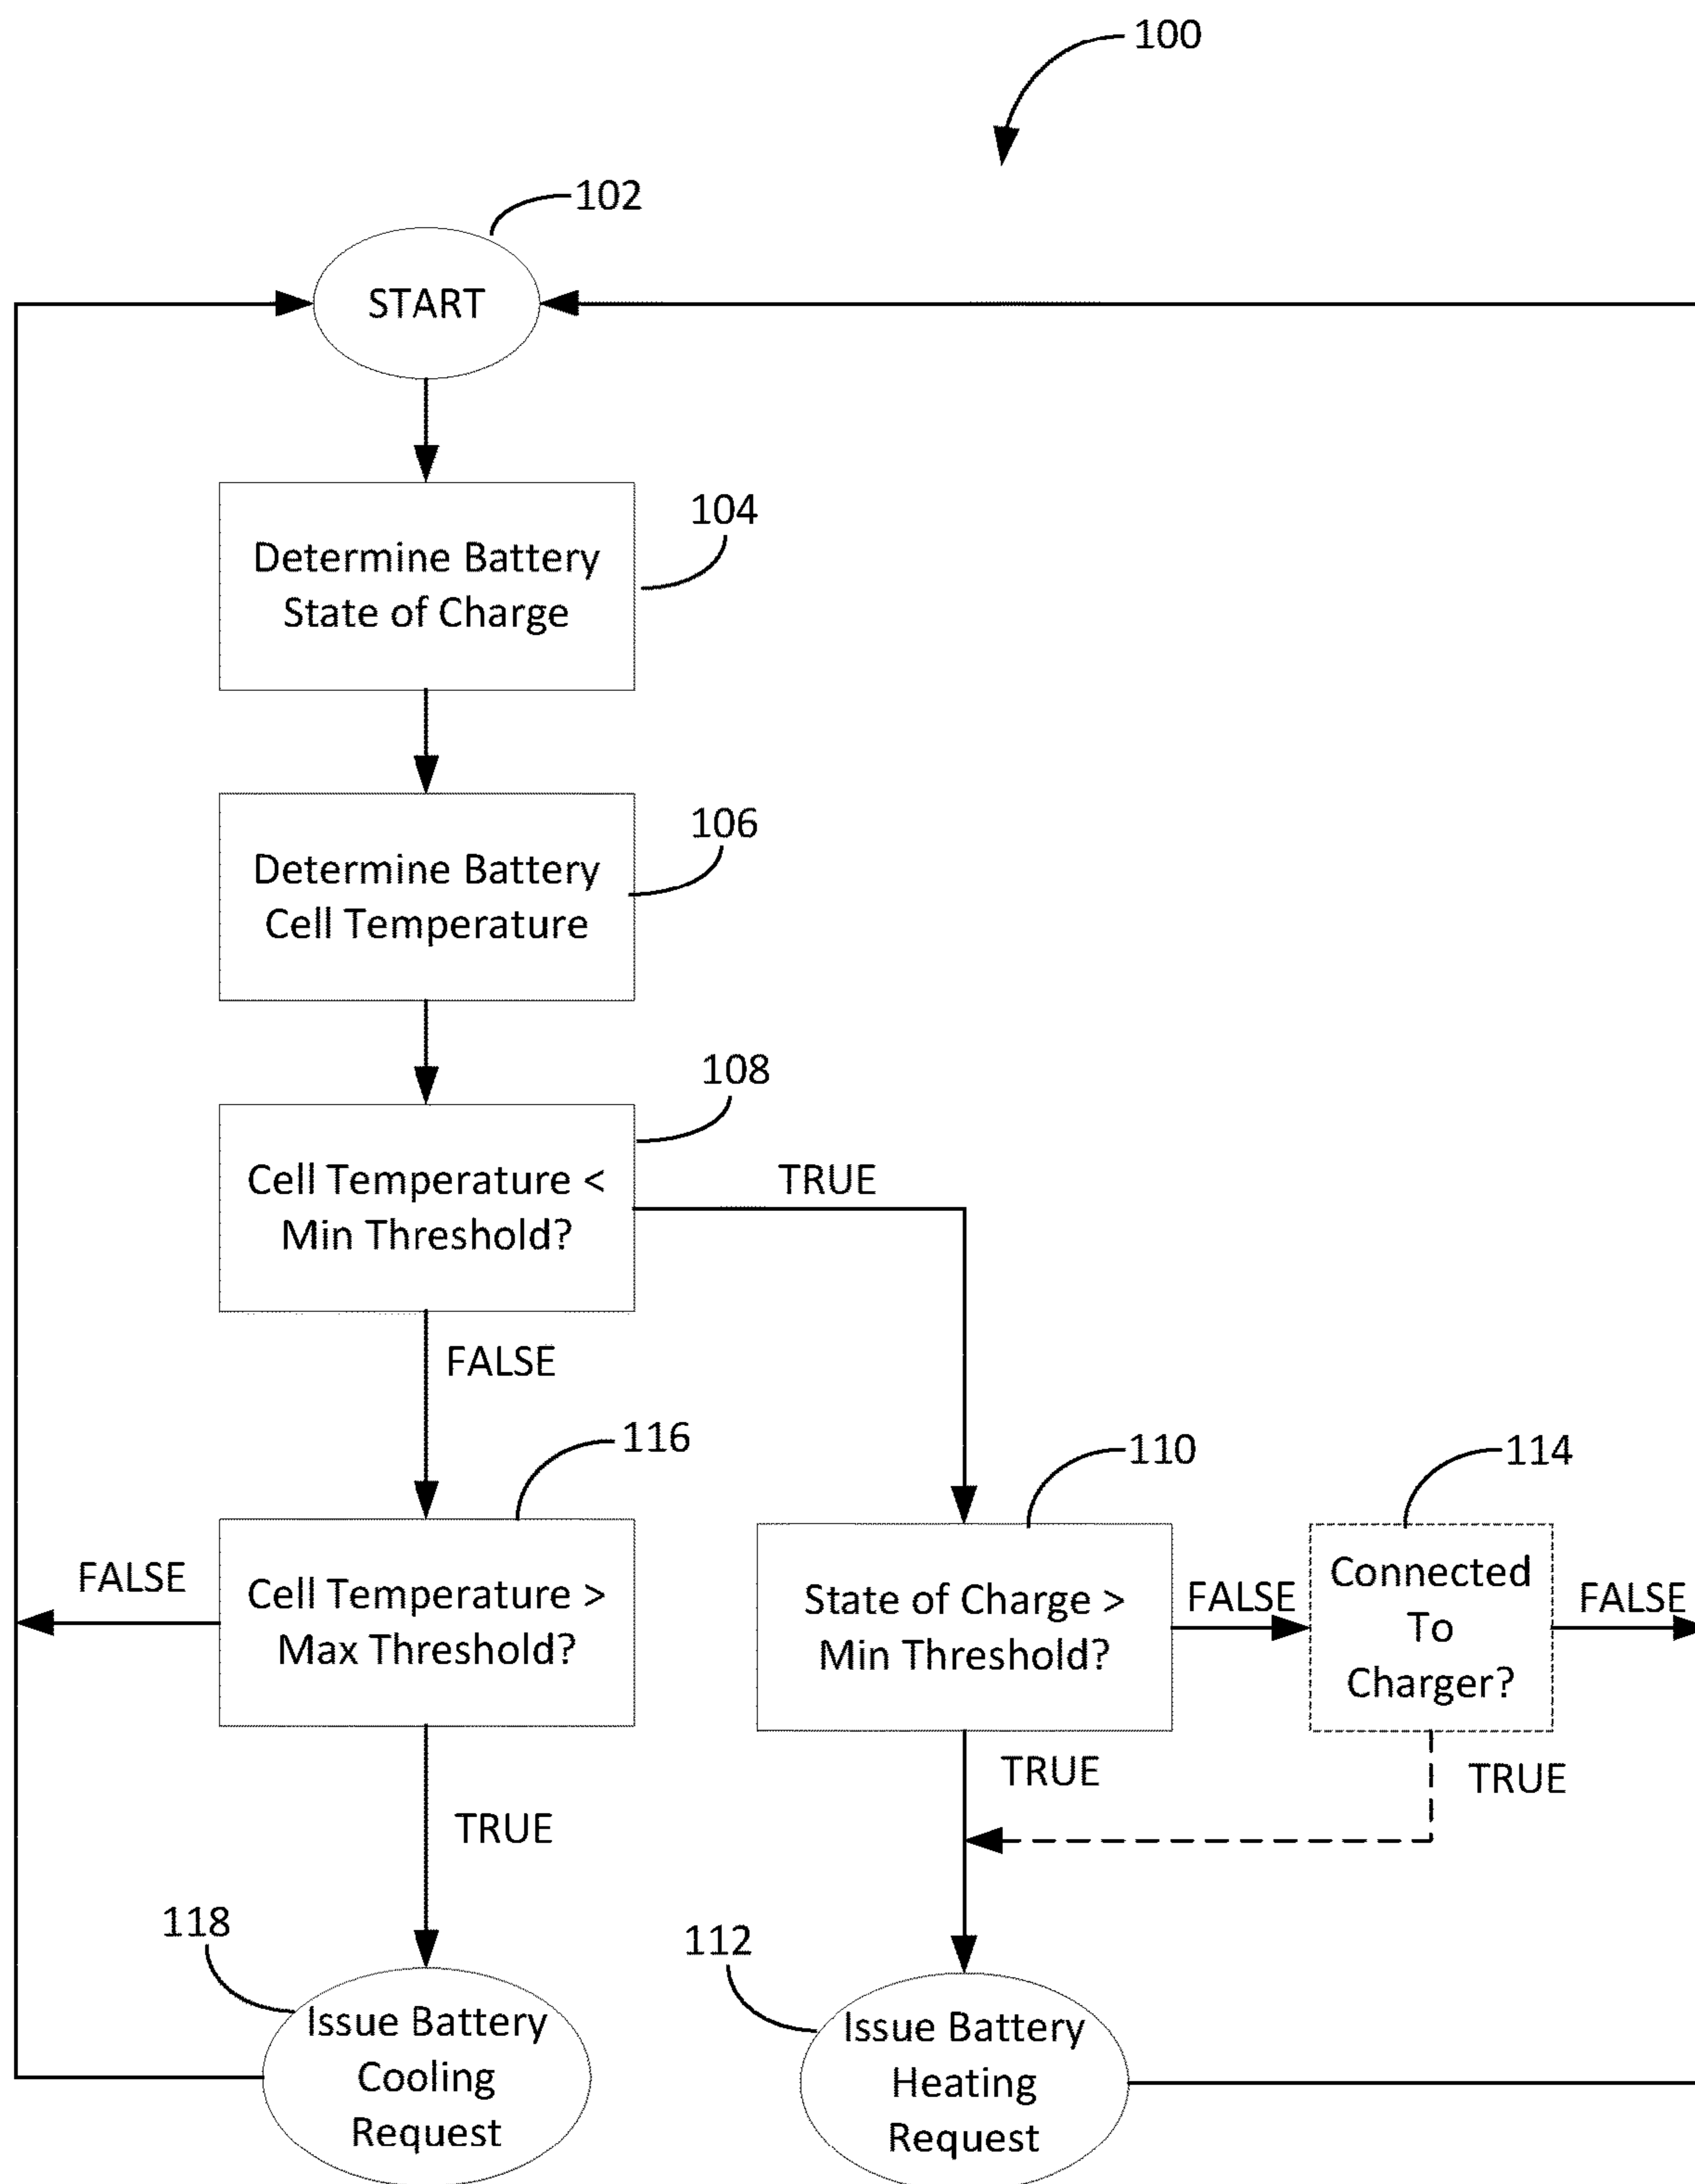 100
102
START
104
Determine Battery
State of Charge
106
Determine Battery
Cell Temperature
108
Cell Temperature <
Min Threshold?
TRUE
FALSE
116
110
114
FALSE
Cell Temperature >
Max Threshold?
State of Charge >
Min Threshold?
FALSE
Connected
To
Charger?
FALSE
TRUE
TRUE
TRUE
118
112
Issue Battery
Cooling
Request
Issue Battery
Heating
Request